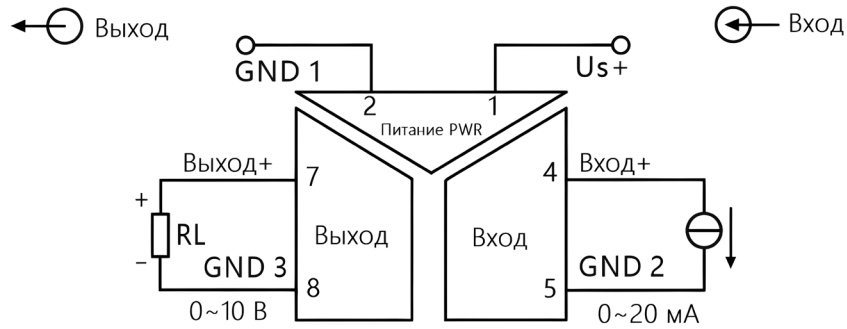 Выход
Вход
GND 1
Us+
2
1
Питание PWR
Выход+
7
4
Вход+
+
RL
Выход
Вход
−
GND 3
GND 2
8
5
0~10 В
0~20 мА